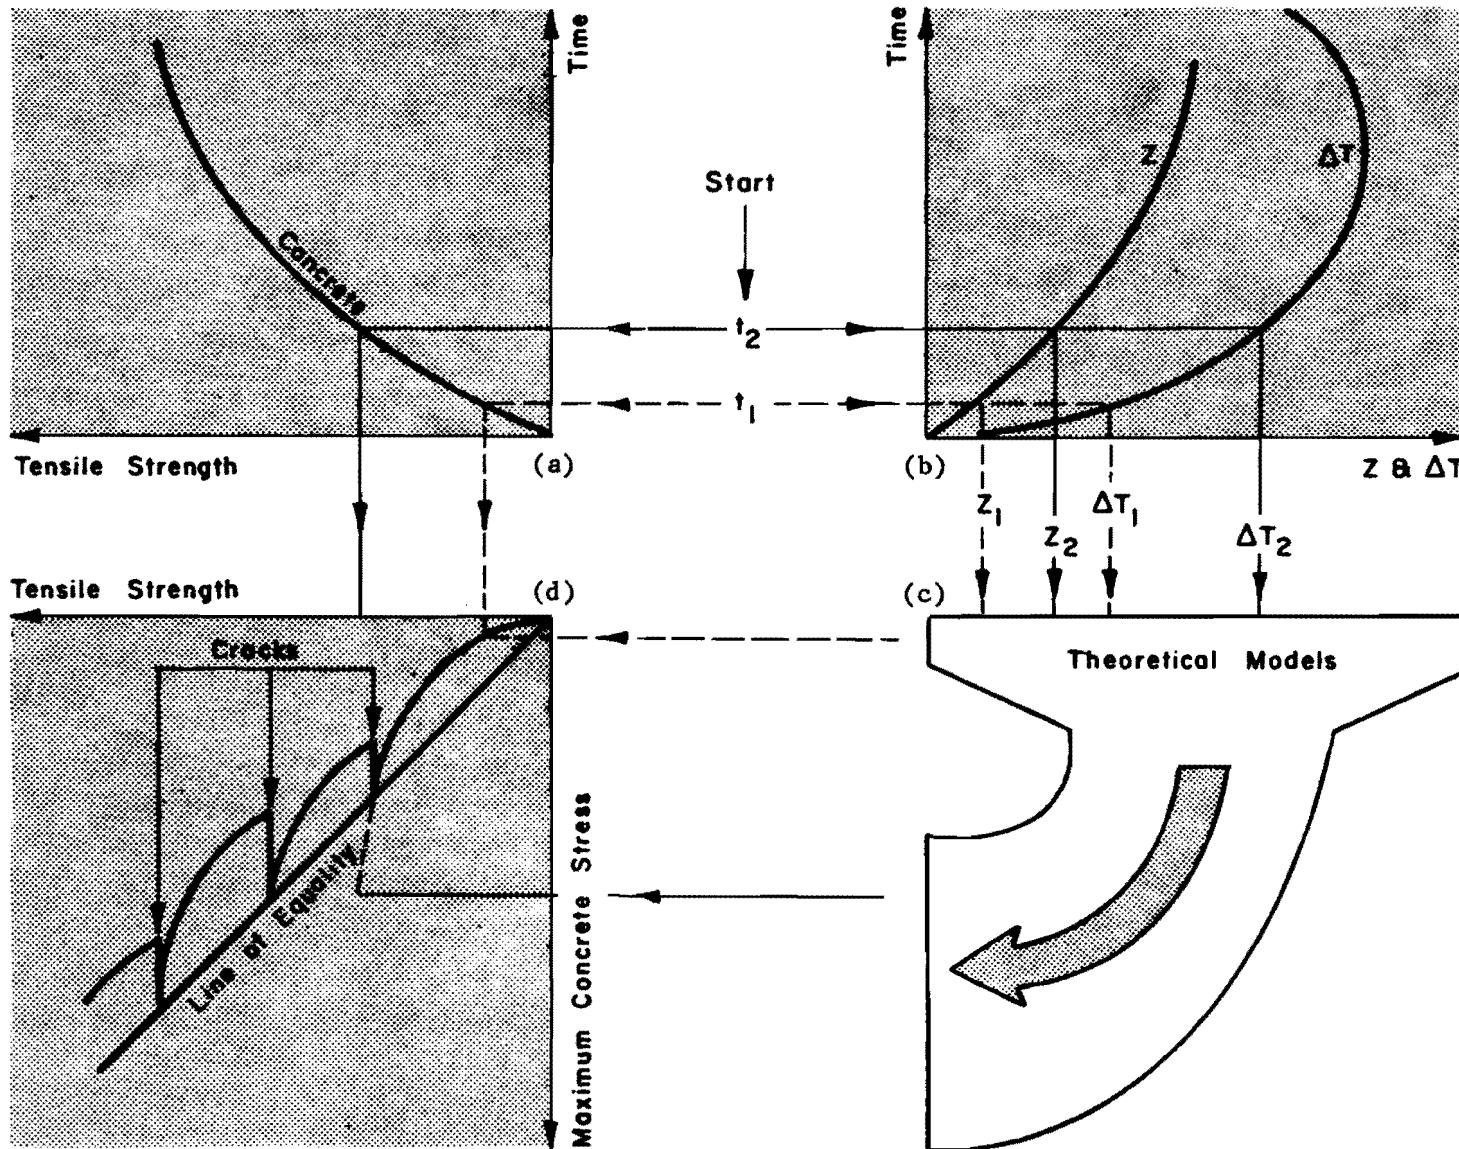 Time
Time
Z
ΔT
Start
Concrete
t2
t1
Tensile Strength
(a)
(b)
Z & ΔT
Z1
Z2
ΔT1
ΔT2
Tensile Strength
(d)
(c)
Cracks
Theoretical Models
Line of Equality
Maximum Concrete Stress